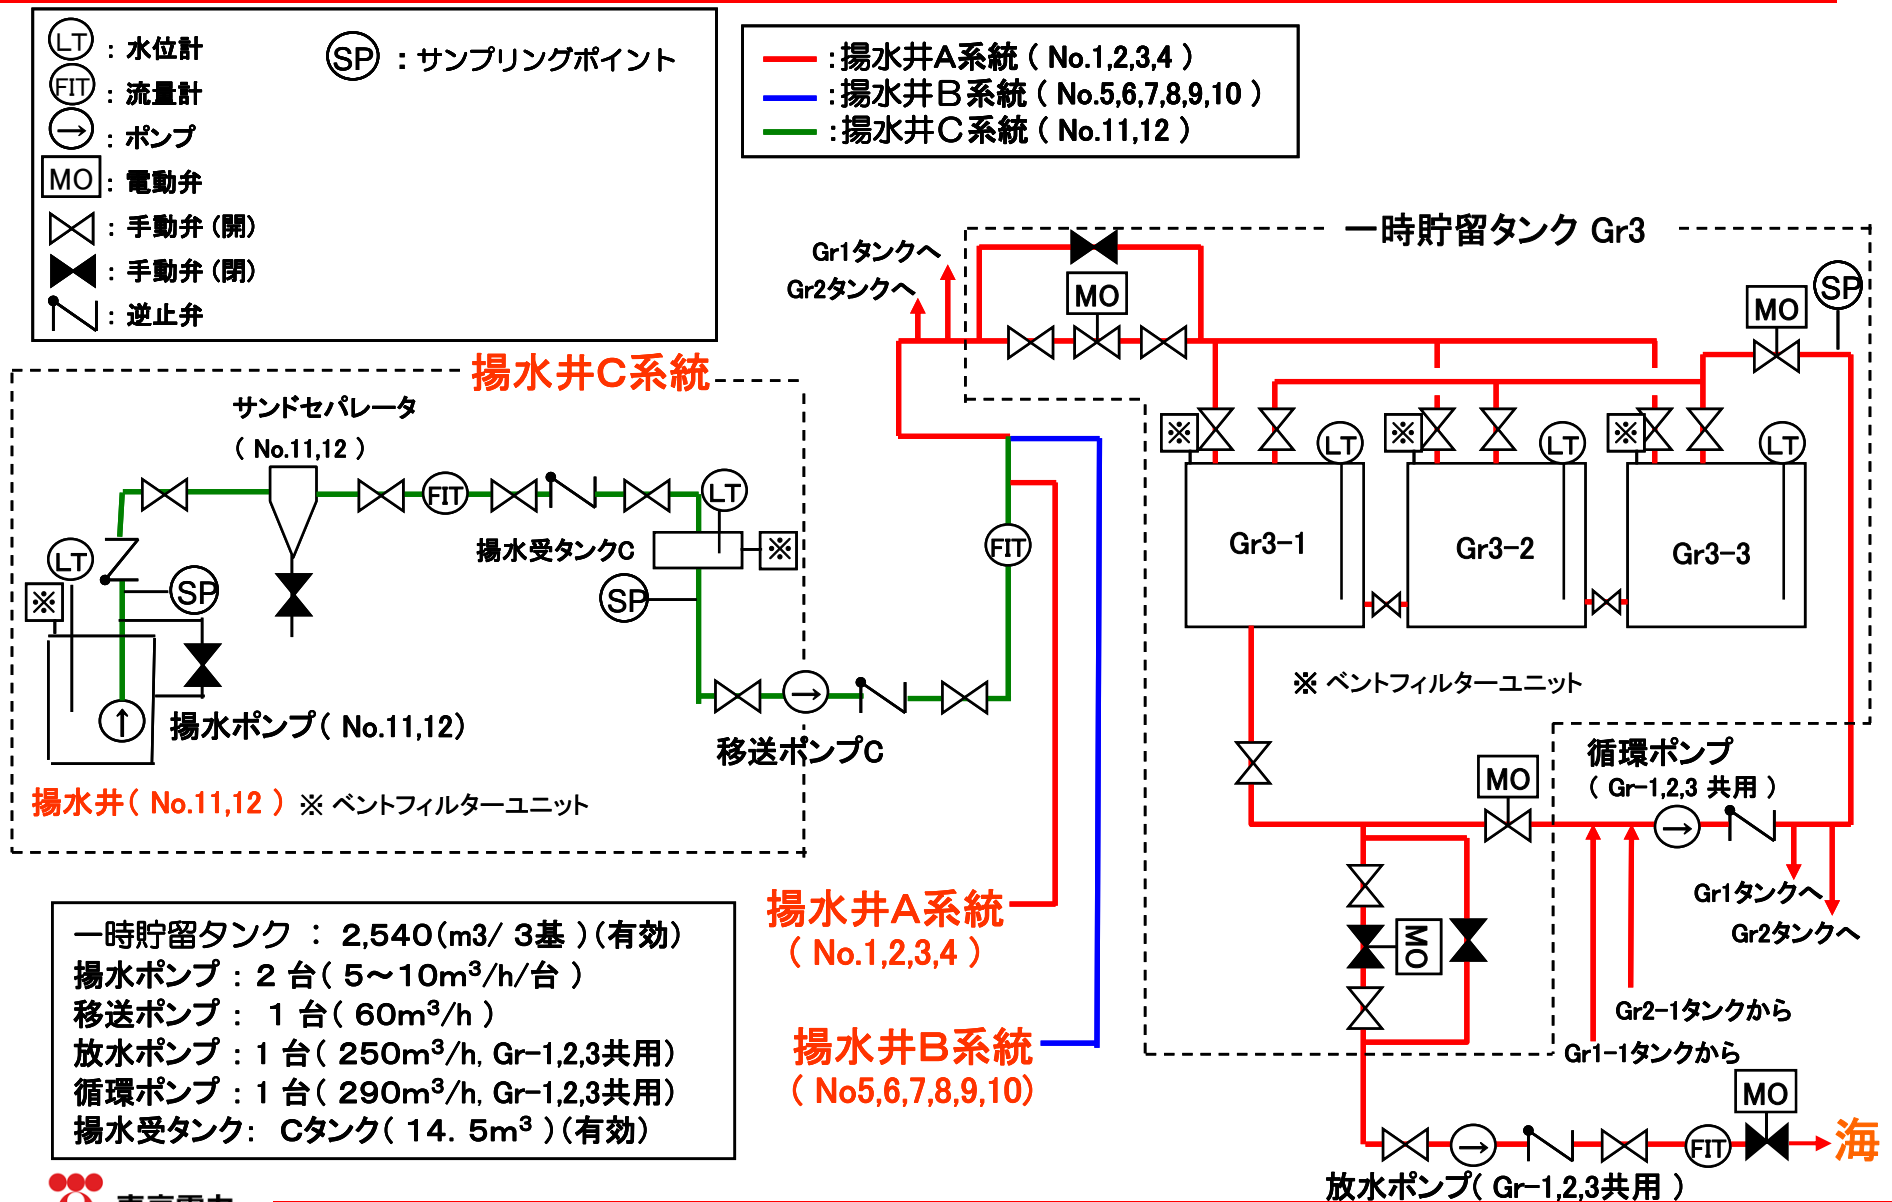 LT : 水位計
SP : サンプリングポイント
FIT : 流量計
: ポンプ
MO : 電動弁
: 手動弁 (開)
: 手動弁 (閉)
: 逆止弁
:揚水井A系統 ( No.1,2,3,4 )
:揚水井B系統 ( No.5,6,7,8,9,10 )
:揚水井C系統 ( No.11,12 )
一時貯留タンク Gr3
Gr1タンクへ
Gr2タンクへ
MO
MO
SP
揚水井C系統
サンドセパレータ
( No.11,12 )
FIT
LT
揚水受タンクC
※
LT
※
SP
SP
揚水ポンプ( No.11,12)
移送ポンプC
揚水井( No.11,12 )
※ ベントフィルターユニット
FIT
※
LT
※
LT
※
LT
Gr3-1
Gr3-2
Gr3-3
※ ベントフィルターユニット
循環ポンプ
( Gr-1,2,3 共用 )
MO
Gr1タンクへ
Gr2タンクへ
MO
Gr2-1タンクから
Gr1-1タンクから
揚水井A系統
( No.1,2,3,4 )
揚水井B系統
( No5,6,7,8,9,10)
MO
FIT
海
放水ポンプ( Gr-1,2,3共用 )
一時貯留タンク : 2,540(m3/ 3基 )(有効)
揚水ポンプ : 2 台( 5〜10m³/h/台 )
移送ポンプ : 1 台( 60m³/h )
放水ポンプ : 1 台( 250m³/h, Gr-1,2,3共用)
循環ポンプ : 1 台( 290m³/h, Gr-1,2,3共用)
揚水受タンク: Cタンク( 14. 5m³ )(有効)
東京電力